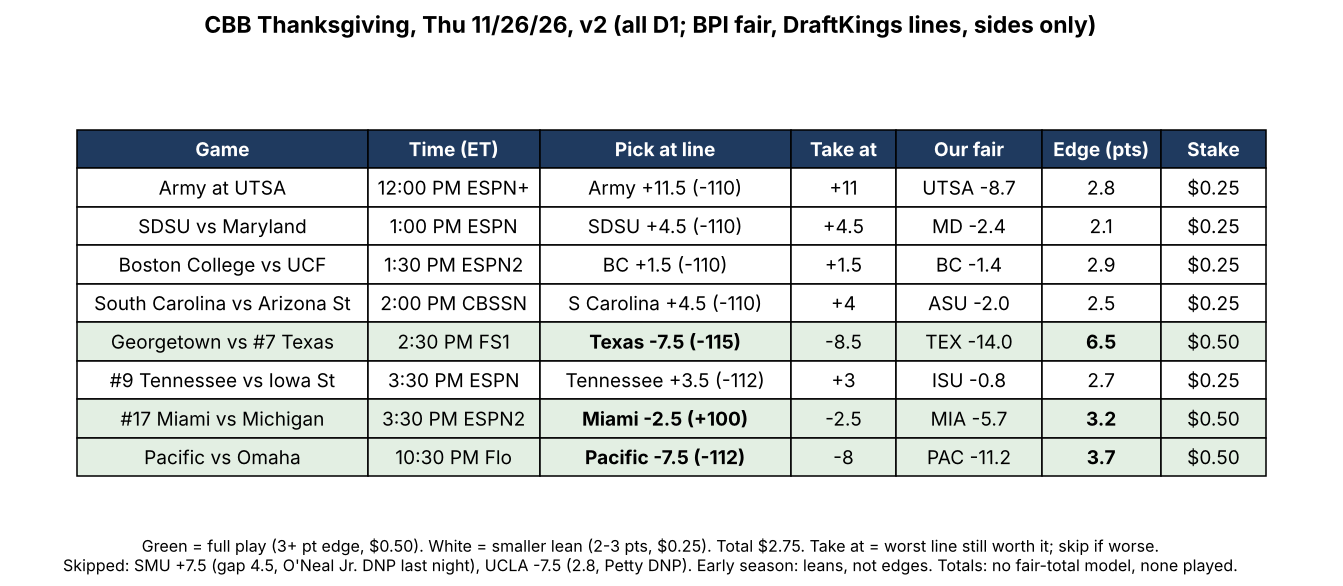 CBB Thanksgiving, Thu 11/26/26, v2 (all D1; BPI fair, DraftKings lines, sides only)
Game Time (ET) Pick at line Take at Our fair Edge (pts) Stake
Army at UTSA 12:00 PM ESPN+ Army +11.5 (-110) +11 UTSA -8.7 2.8 $0.25
SDSU vs Maryland 1:00 PM ESPN SDSU +4.5 (-110) +4.5 MD -2.4 2.1 $0.25
Boston College vs UCF 1:30 PM ESPN2 BC +1.5 (-110) +1.5 BC -1.4 2.9 $0.25
South Carolina vs Arizona St 2:00 PM CBSSN S Carolina +4.5 (-110) +4 ASU -2.0 2.5 $0.25
Georgetown vs #7 Texas 2:30 PM FS1 Texas -7.5 (-115) -8.5 TEX -14.0 6.5 $0.50
#9 Tennessee vs Iowa St 3:30 PM ESPN Tennessee +3.5 (-112) +3 ISU -0.8 2.7 $0.25
#17 Miami vs Michigan 3:30 PM ESPN2 Miami -2.5 (+100) -2.5 MIA -5.7 3.2 $0.50
Pacific vs Omaha 10:30 PM Flo Pacific -7.5 (-112) -8 PAC -11.2 3.7 $0.50
Green = full play (3+ pt edge, $0.50). White = smaller lean (2-3 pts, $0.25). Total $2.75. Take at = worst line still worth it; skip if worse.
Skipped: SMU +7.5 (gap 4.5, O'Neal Jr. DNP last night), UCLA -7.5 (2.8, Petty DNP). Early season: leans, not edges. Totals: no fair-total model, none played.